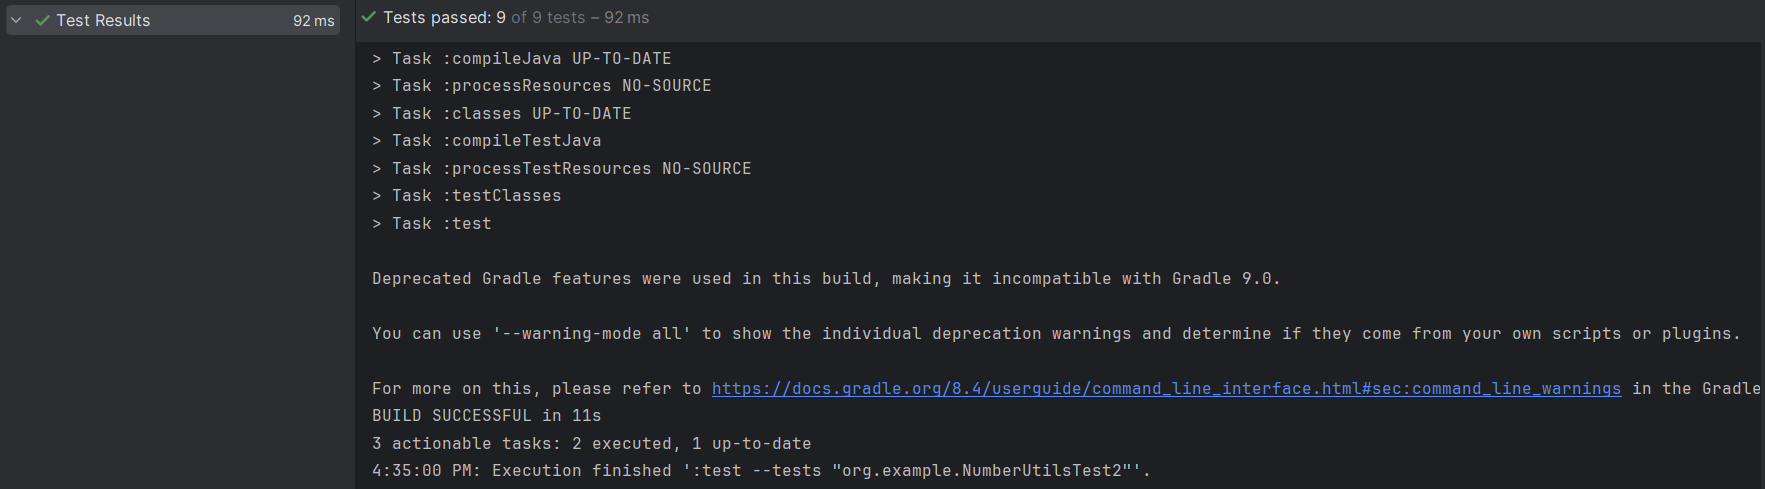 Test Results 92 ms
Tests passed: 9 of 9 tests – 92 ms
> Task :compileJava UP-TO-DATE
> Task :processResources NO-SOURCE
> Task :classes UP-TO-DATE
> Task :compileTestJava
> Task :processTestResources NO-SOURCE
> Task :testClasses
> Task :test
Deprecated Gradle features were used in this build, making it incompatible with Gradle 9.0.
You can use '--warning-mode all' to show the individual deprecation warnings and determine if they come from your own scripts or plugins.
For more on this, please refer to https://docs.gradle.org/8.4/userguide/command_line_interface.html#sec:command_line_warnings in the Gradle
BUILD SUCCESSFUL in 11s
3 actionable tasks: 2 executed, 1 up-to-date
4:35:00 PM: Execution finished ':test --tests "org.example.NumberUtilsTest2"'.